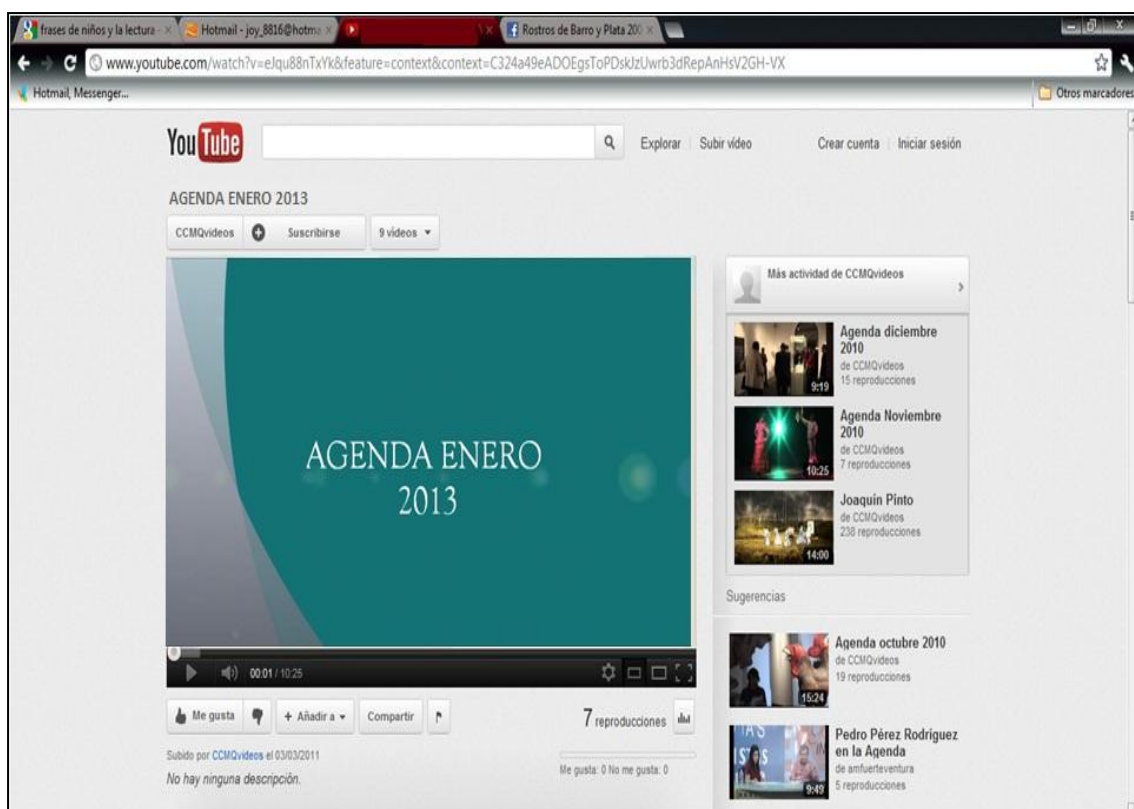 frases de niños y la lectura -
Hotmail - joy_8816@hotma
Rostros de Barro y Plata 200
www.youtube.com/watch?v=eJqu88nTxYk&feature=context&context=C324a49eADOEgsToPDskJzUwrb3dRepAnHsV2GH-VX
Hotmail, Messenger...
Otros marcadores
YouTube
Explorar
Subir vídeo
Crear cuenta
Iniciar sesión
AGENDA ENERO 2013
CCMQvideos
Suscribirse
9 vídeos
AGENDA ENERO
2013
00:01 / 10:25
Me gusta
+ Añadir a
Compartir
7 reproducciones
Subido por CCMQvideos el 03/03/2011
No hay ninguna descripción.
Me gusta: 0 No me gusta: 0
Más actividad de CCMQvideos
Agenda diciembre
2010
de CCMQvideos
15 reproducciones
9:19
Agenda Noviembre
2010
de CCMQvideos
7 reproducciones
10:25
Joaquín Pinto
de CCMQvideos
238 reproducciones
14:00
Sugerencias
Agenda octubre 2010
de CCMQvideos
19 reproducciones
15:24
Pedro Pérez Rodriguez
en la Agenda
de amfuerteventura
5 reproducciones
9:49